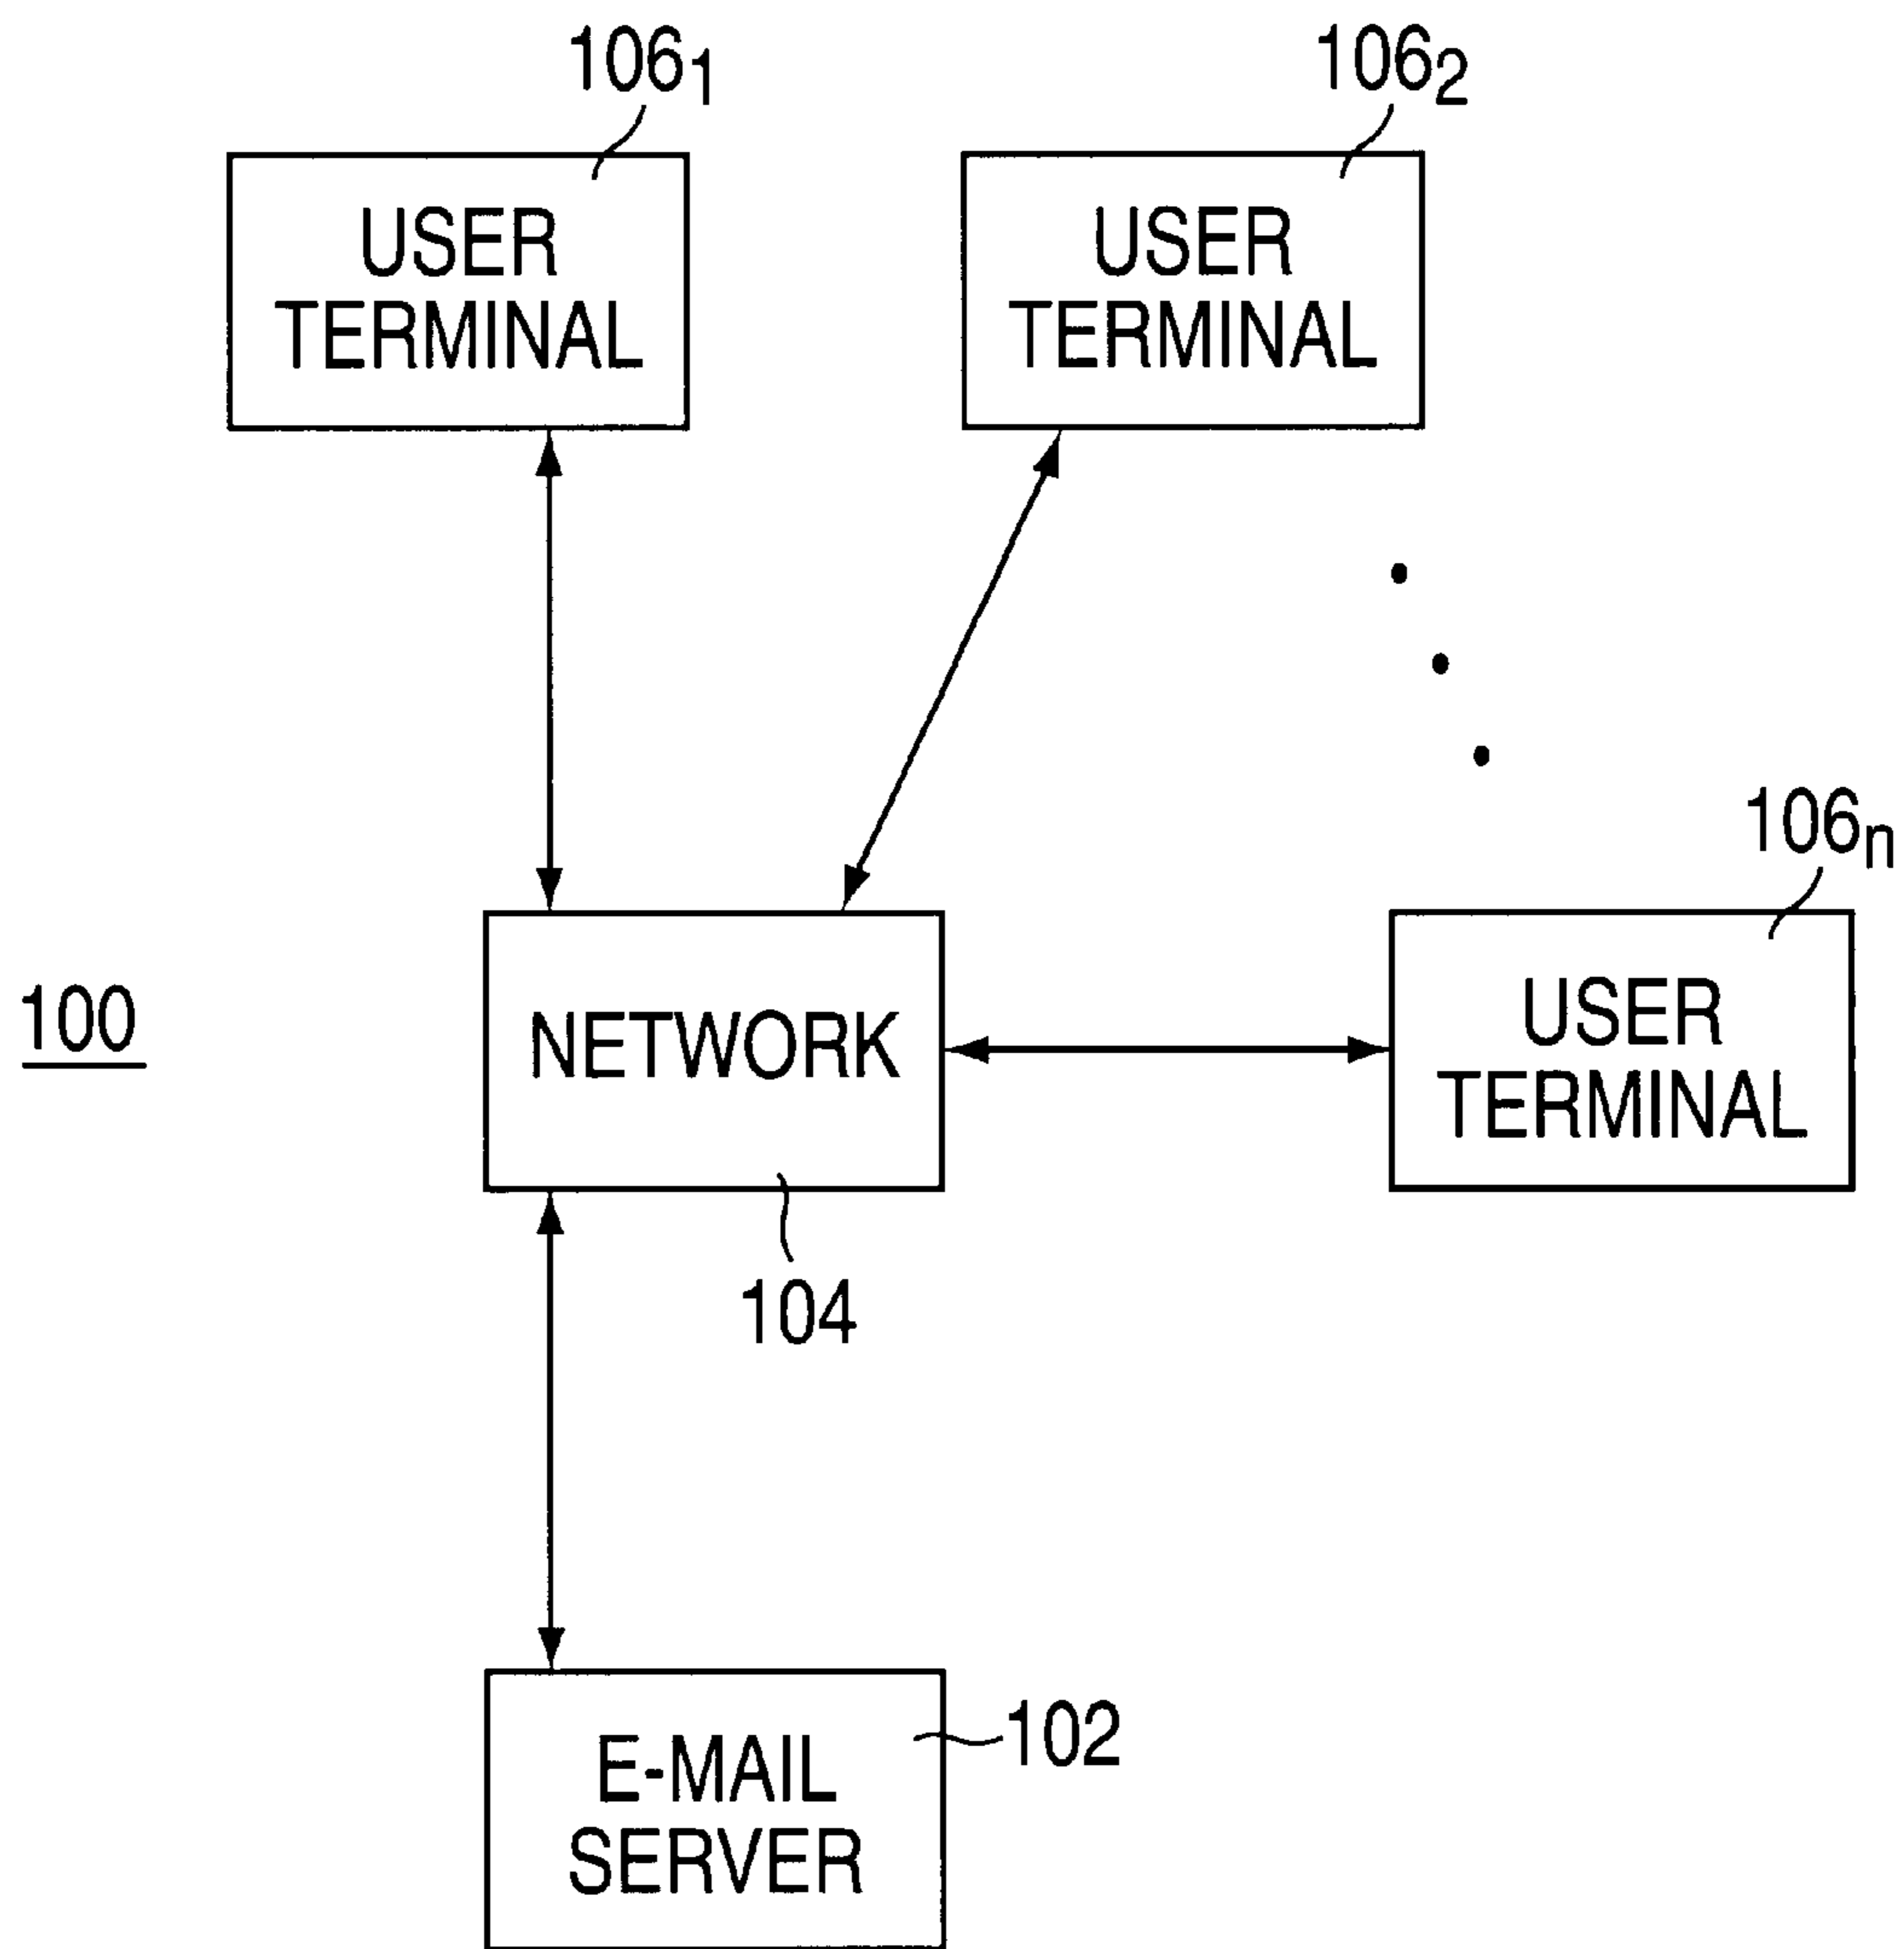 106₁
106₂
USER
TERMINAL
USER
TERMINAL
106ₙ
100
NETWORK
USER
TERMINAL
104
102
E-MAIL
SERVER